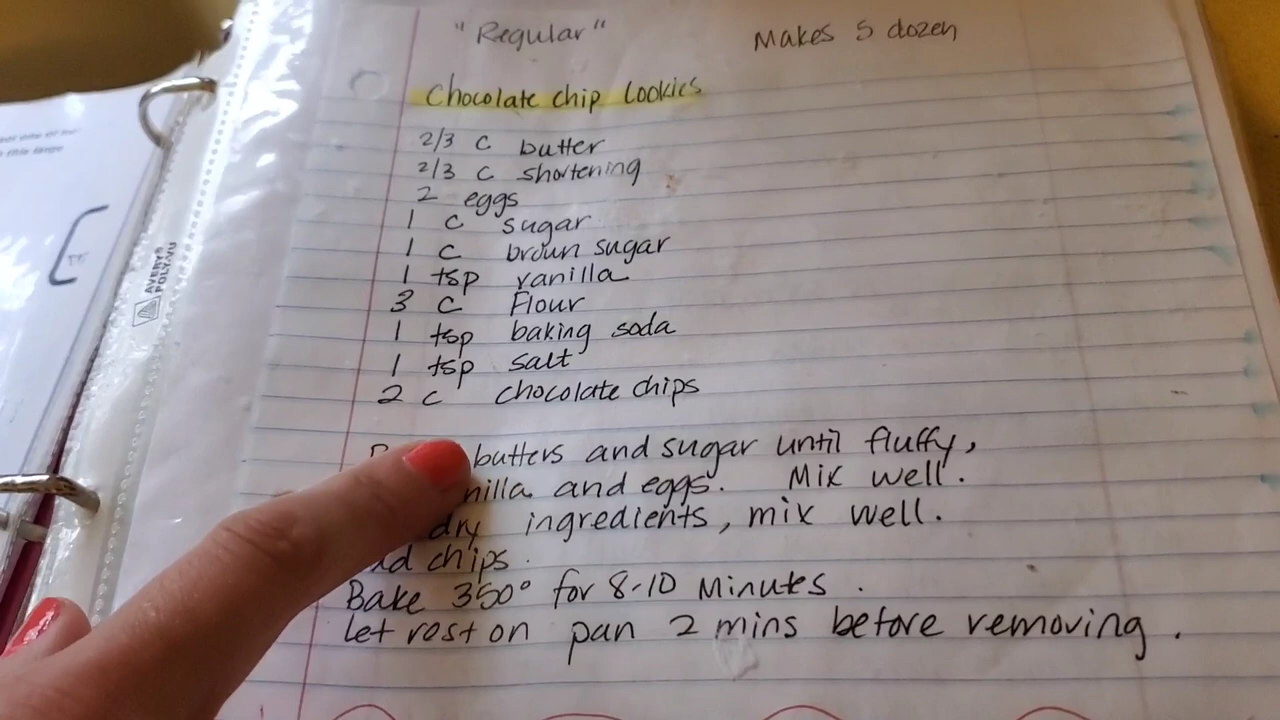 "Regular" Makes 5 dozen
Chocolate chip Cookies
2/3 C butter
2/3 C shortening
2 eggs
1 C sugar
1 C brown sugar
1 tsp vanilla
3 C Flour
1 tsp baking soda
1 tsp salt
2 C chocolate chips
butters and sugar until fluffy,
nilla and eggs. Mix well.
dry ingredients, mix well.
chips.
Bake 350° for 8-10 Minutes.
Let rest on pan 2 mins before removing.
AVERY
POLY-VU